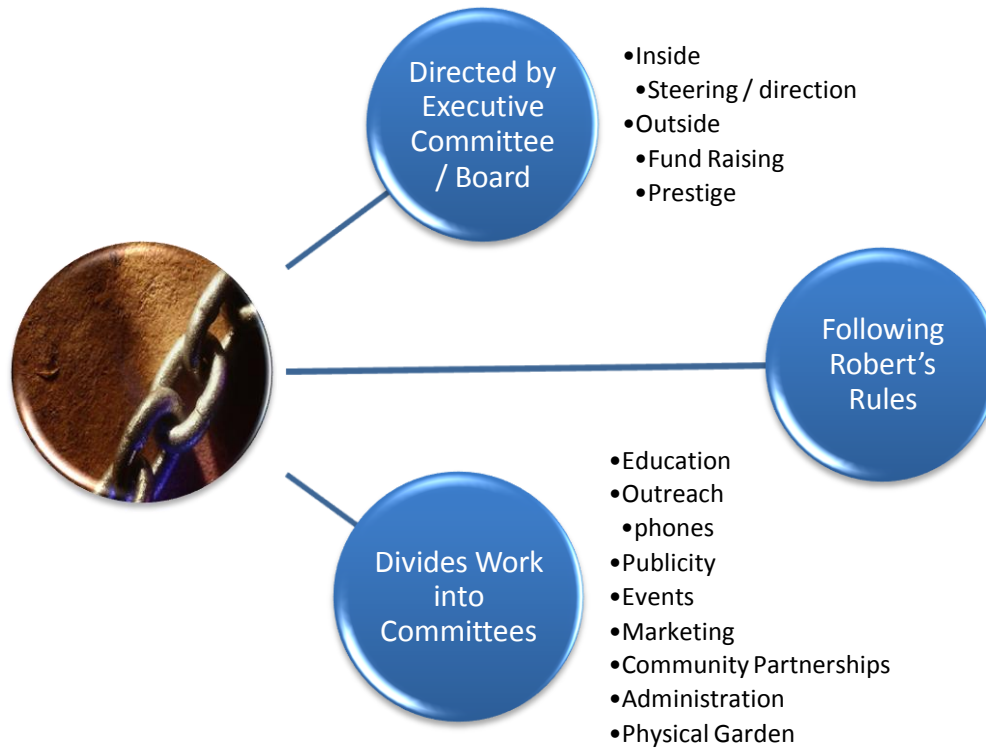 Directed by
Executive
Committee
/ Board
•Inside
•Steering / direction
•Outside
•Fund Raising
•Prestige
Following
Robert’s
Rules
Divides Work
into
Committees
•Education
•Outreach
•phones
•Publicity
•Events
•Marketing
•Community Partnerships
•Administration
•Physical Garden